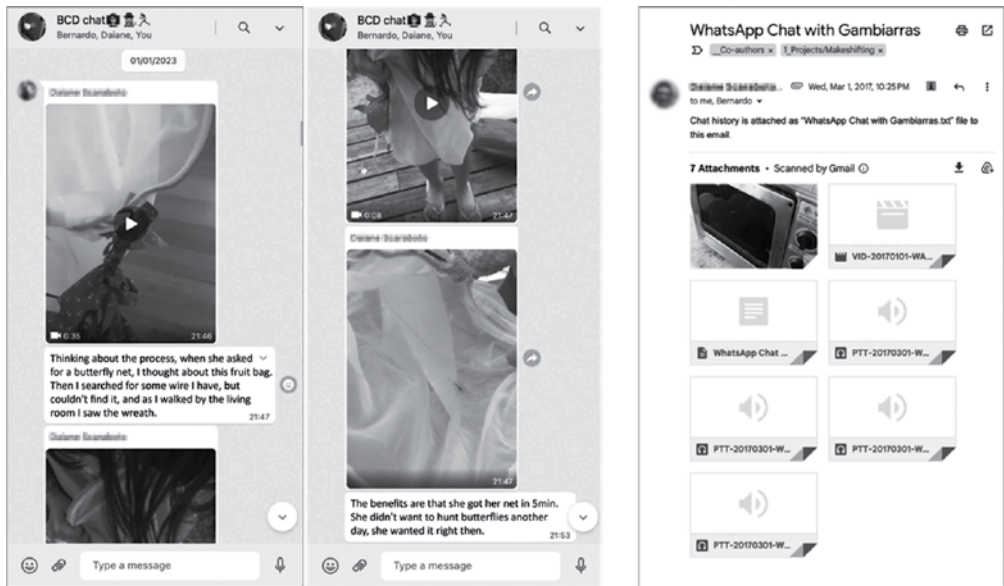 BCD chat
Bernardo, Daiane, You
01/01/2023
Daiane Scaraboto
0:35
21:46
Thinking about the process, when she asked
for a butterfly net, I thought about this fruit bag.
Then I searched for some wire I have, but
couldn't find it, and as I walked by the living
room I saw the wreath.
21:47
Daiane Scaraboto
Type a message
BCD chat
Bernardo, Daiane, You
0:08
21:47
Daiane Scaraboto
21:47
The benefits are that she got her net in 5min.
She didn't want to hunt butterflies another
day, she wanted it right then.
21:53
Type a message
WhatsApp Chat with Gambiarras
__Co-authors ×
1_Projects/Makeshifting ×
Wed, Mar 1, 2017, 10:25 PM
to me, Bernardo
Chat history is attached as "WhatsApp Chat with Gambiarras.txt" file to
this email.
7 Attachments • Scanned by Gmail
VID-20170101-WA...
WhatsApp Chat ...
PTT-20170301-W...
PTT-20170301-W...
PTT-20170301-W...
PTT-20170301-W...